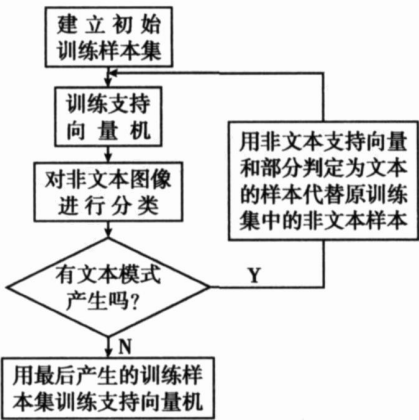 建立初始
训练样本集
训练支持
向量机
对非文本图像
进行分类
有文本模式
产生吗?
Y
用非文本支持向量
和部分判定为文本
的样本代替原训练
集中的非文本样本
N
用最后产生的训练样
本集训练支持向量机